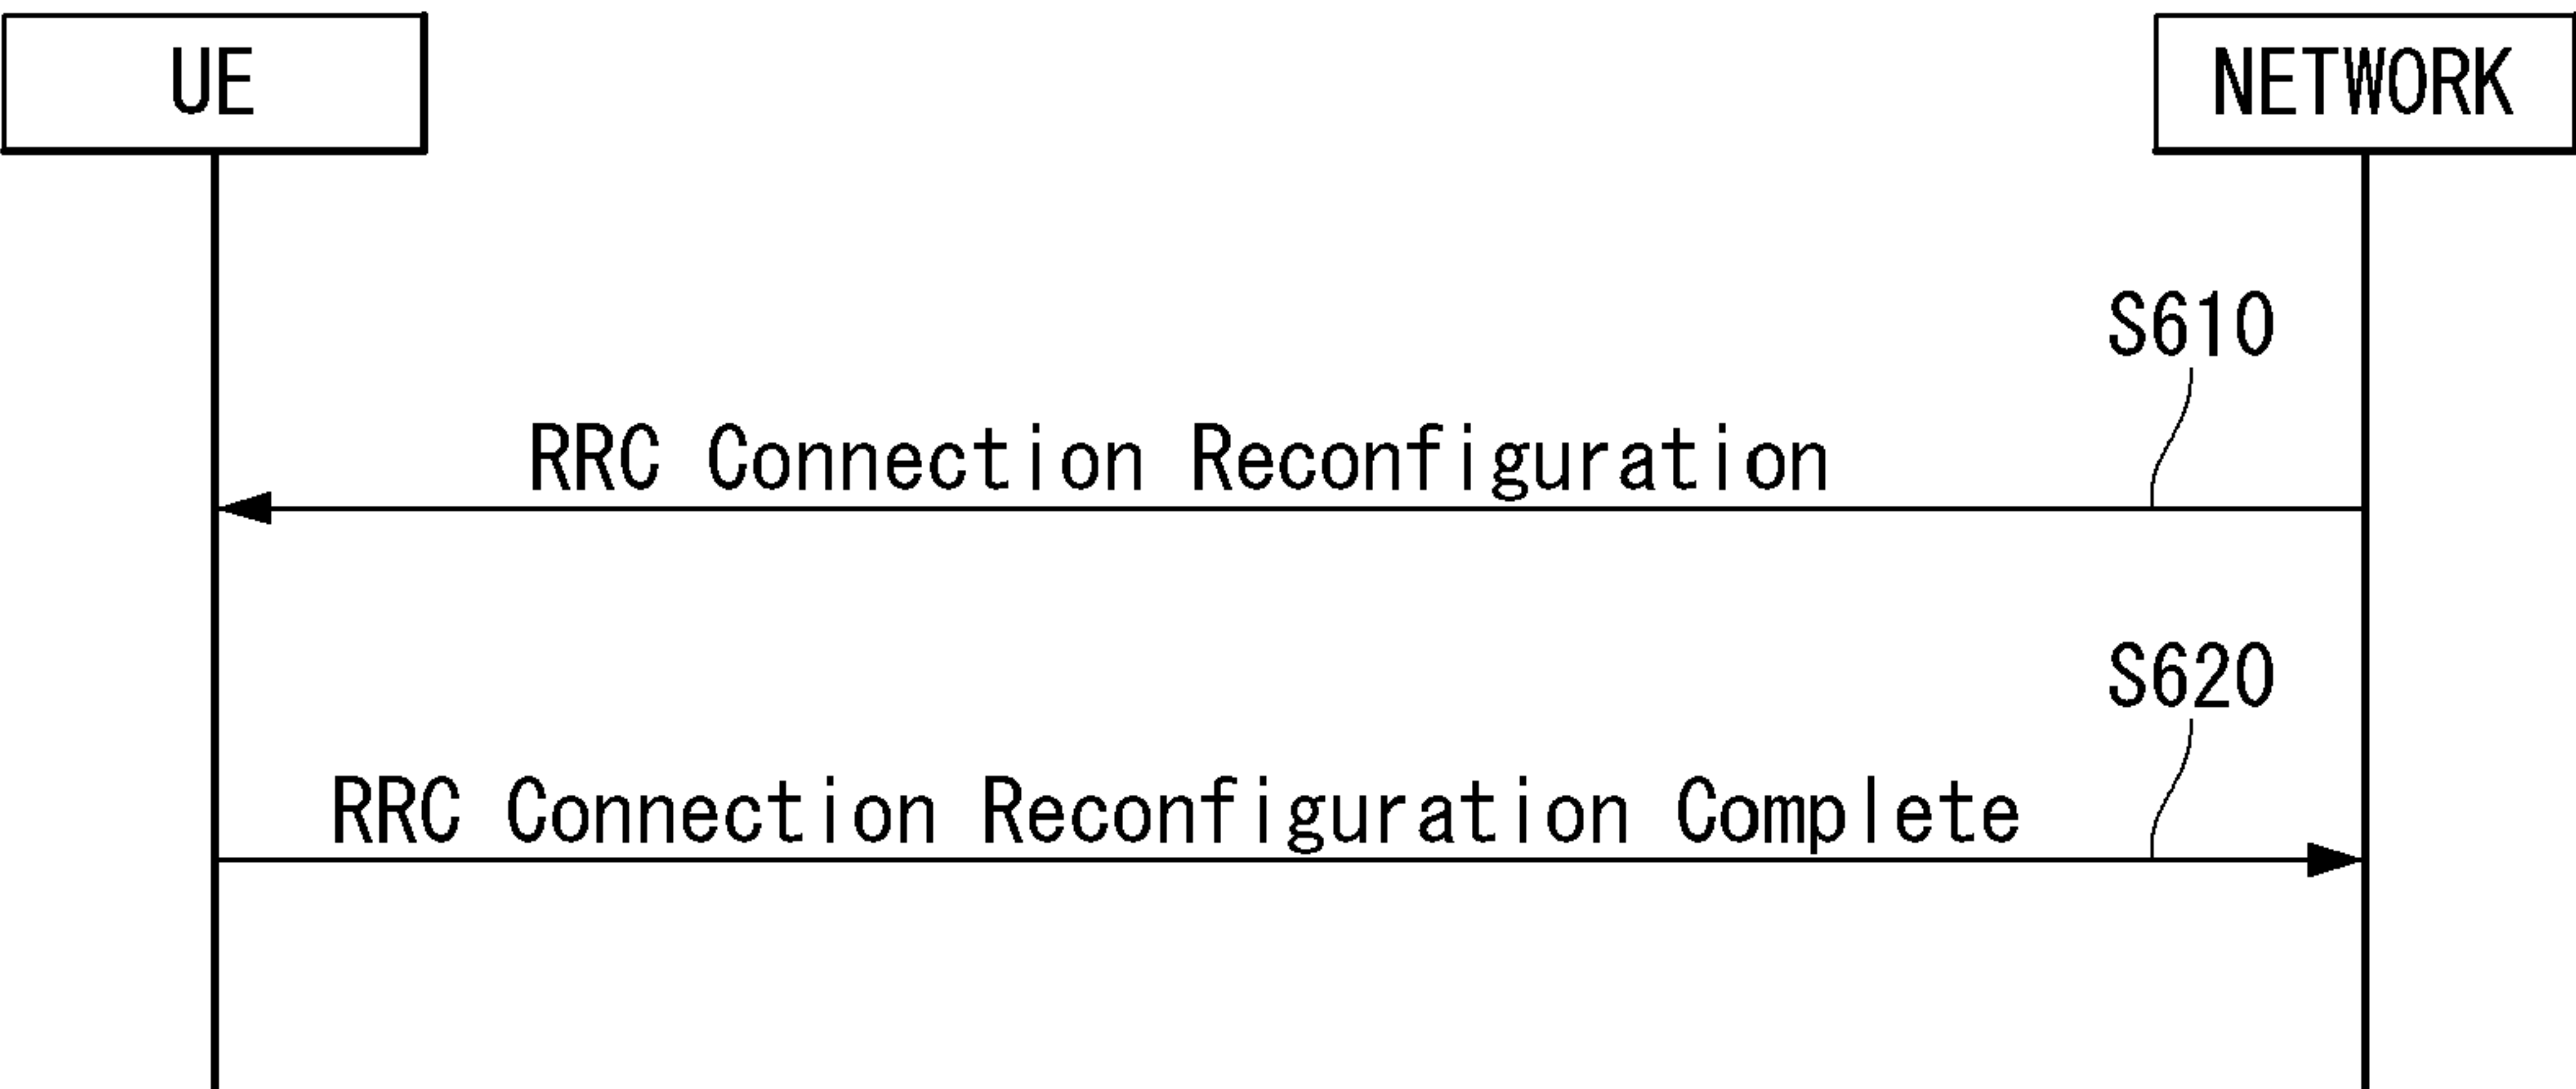 UE
NETWORK
S610
RRC Connection Reconfiguration
S620
RRC Connection Reconfiguration Complete